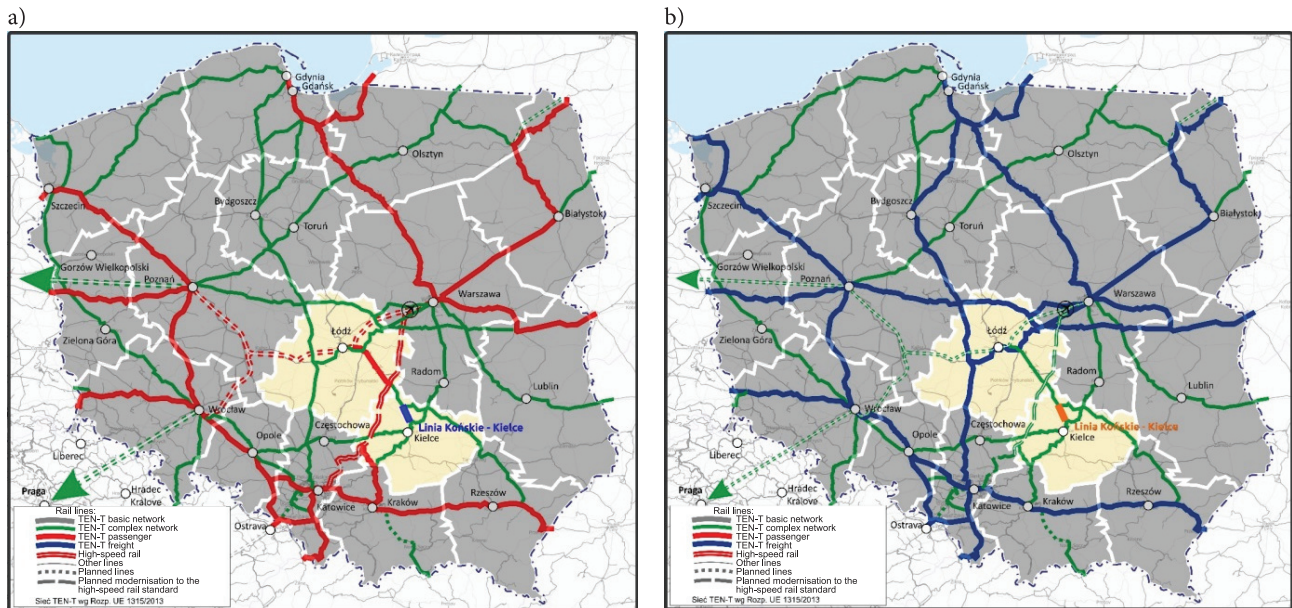 a)
Gdynia
Gdańsk
Olsztyn
Szczecin
Bydgoszcz
Białystok
Toruń
Gorzów Wielkopolski
Poznań
Warszawa
Łódź
Zielona Góra
Radom
Lublin
Wrocław
Linia Końskie - Kielce
Opole
Częstochowa
Kielce
Liberec
Praga
Hradec
Králove
Katowice
Kraków
Rzeszów
Ostrava
Rail lines:
TEN-T basic network
TEN-T complex network
TEN-T passenger
TEN-T freight
High-speed rail
Other lines
Planned lines
Planned modernisation to the
high-speed rail standard
Sieć TEN-T wg Rozp. UE 1315/2013
b)
Gdynia
Gdańsk
Olsztyn
Szczecin
Bydgoszcz
Białystok
Toruń
Gorzów Wielkopolski
Poznań
Warszawa
Łódź
Zielona Góra
Radom
Lublin
Wrocław
Linia Końskie - Kielce
Opole
Częstochowa
Kielce
Liberec
Praga
Hradec
Králove
Katowice
Kraków
Rzeszów
Ostrava
Rail lines:
TEN-T basic network
TEN-T complex network
TEN-T passenger
TEN-T freight
High-speed rail
Other lines
Planned lines
Planned modernisation to the
high-speed rail standard
Sieć TEN-T wg Rozp. UE 1315/2013